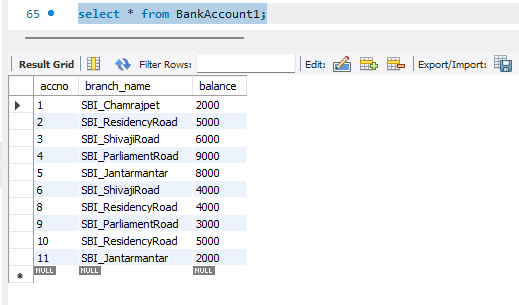 65 select * from BankAccount1;
Result Grid Filter Rows: Edit: Export/Import:
accno branch_name balance
1 SBI_Chamrajpet 2000
2 SBI_ResidencyRoad 5000
3 SBI_ShivajiRoad 6000
4 SBI_ParliamentRoad 9000
5 SBI_Jantarmantar 8000
6 SBI_ShivajiRoad 4000
8 SBI_ResidencyRoad 4000
9 SBI_ParliamentRoad 3000
10 SBI_ResidencyRoad 5000
11 SBI_Jantarmantar 2000
NULL NULL NULL